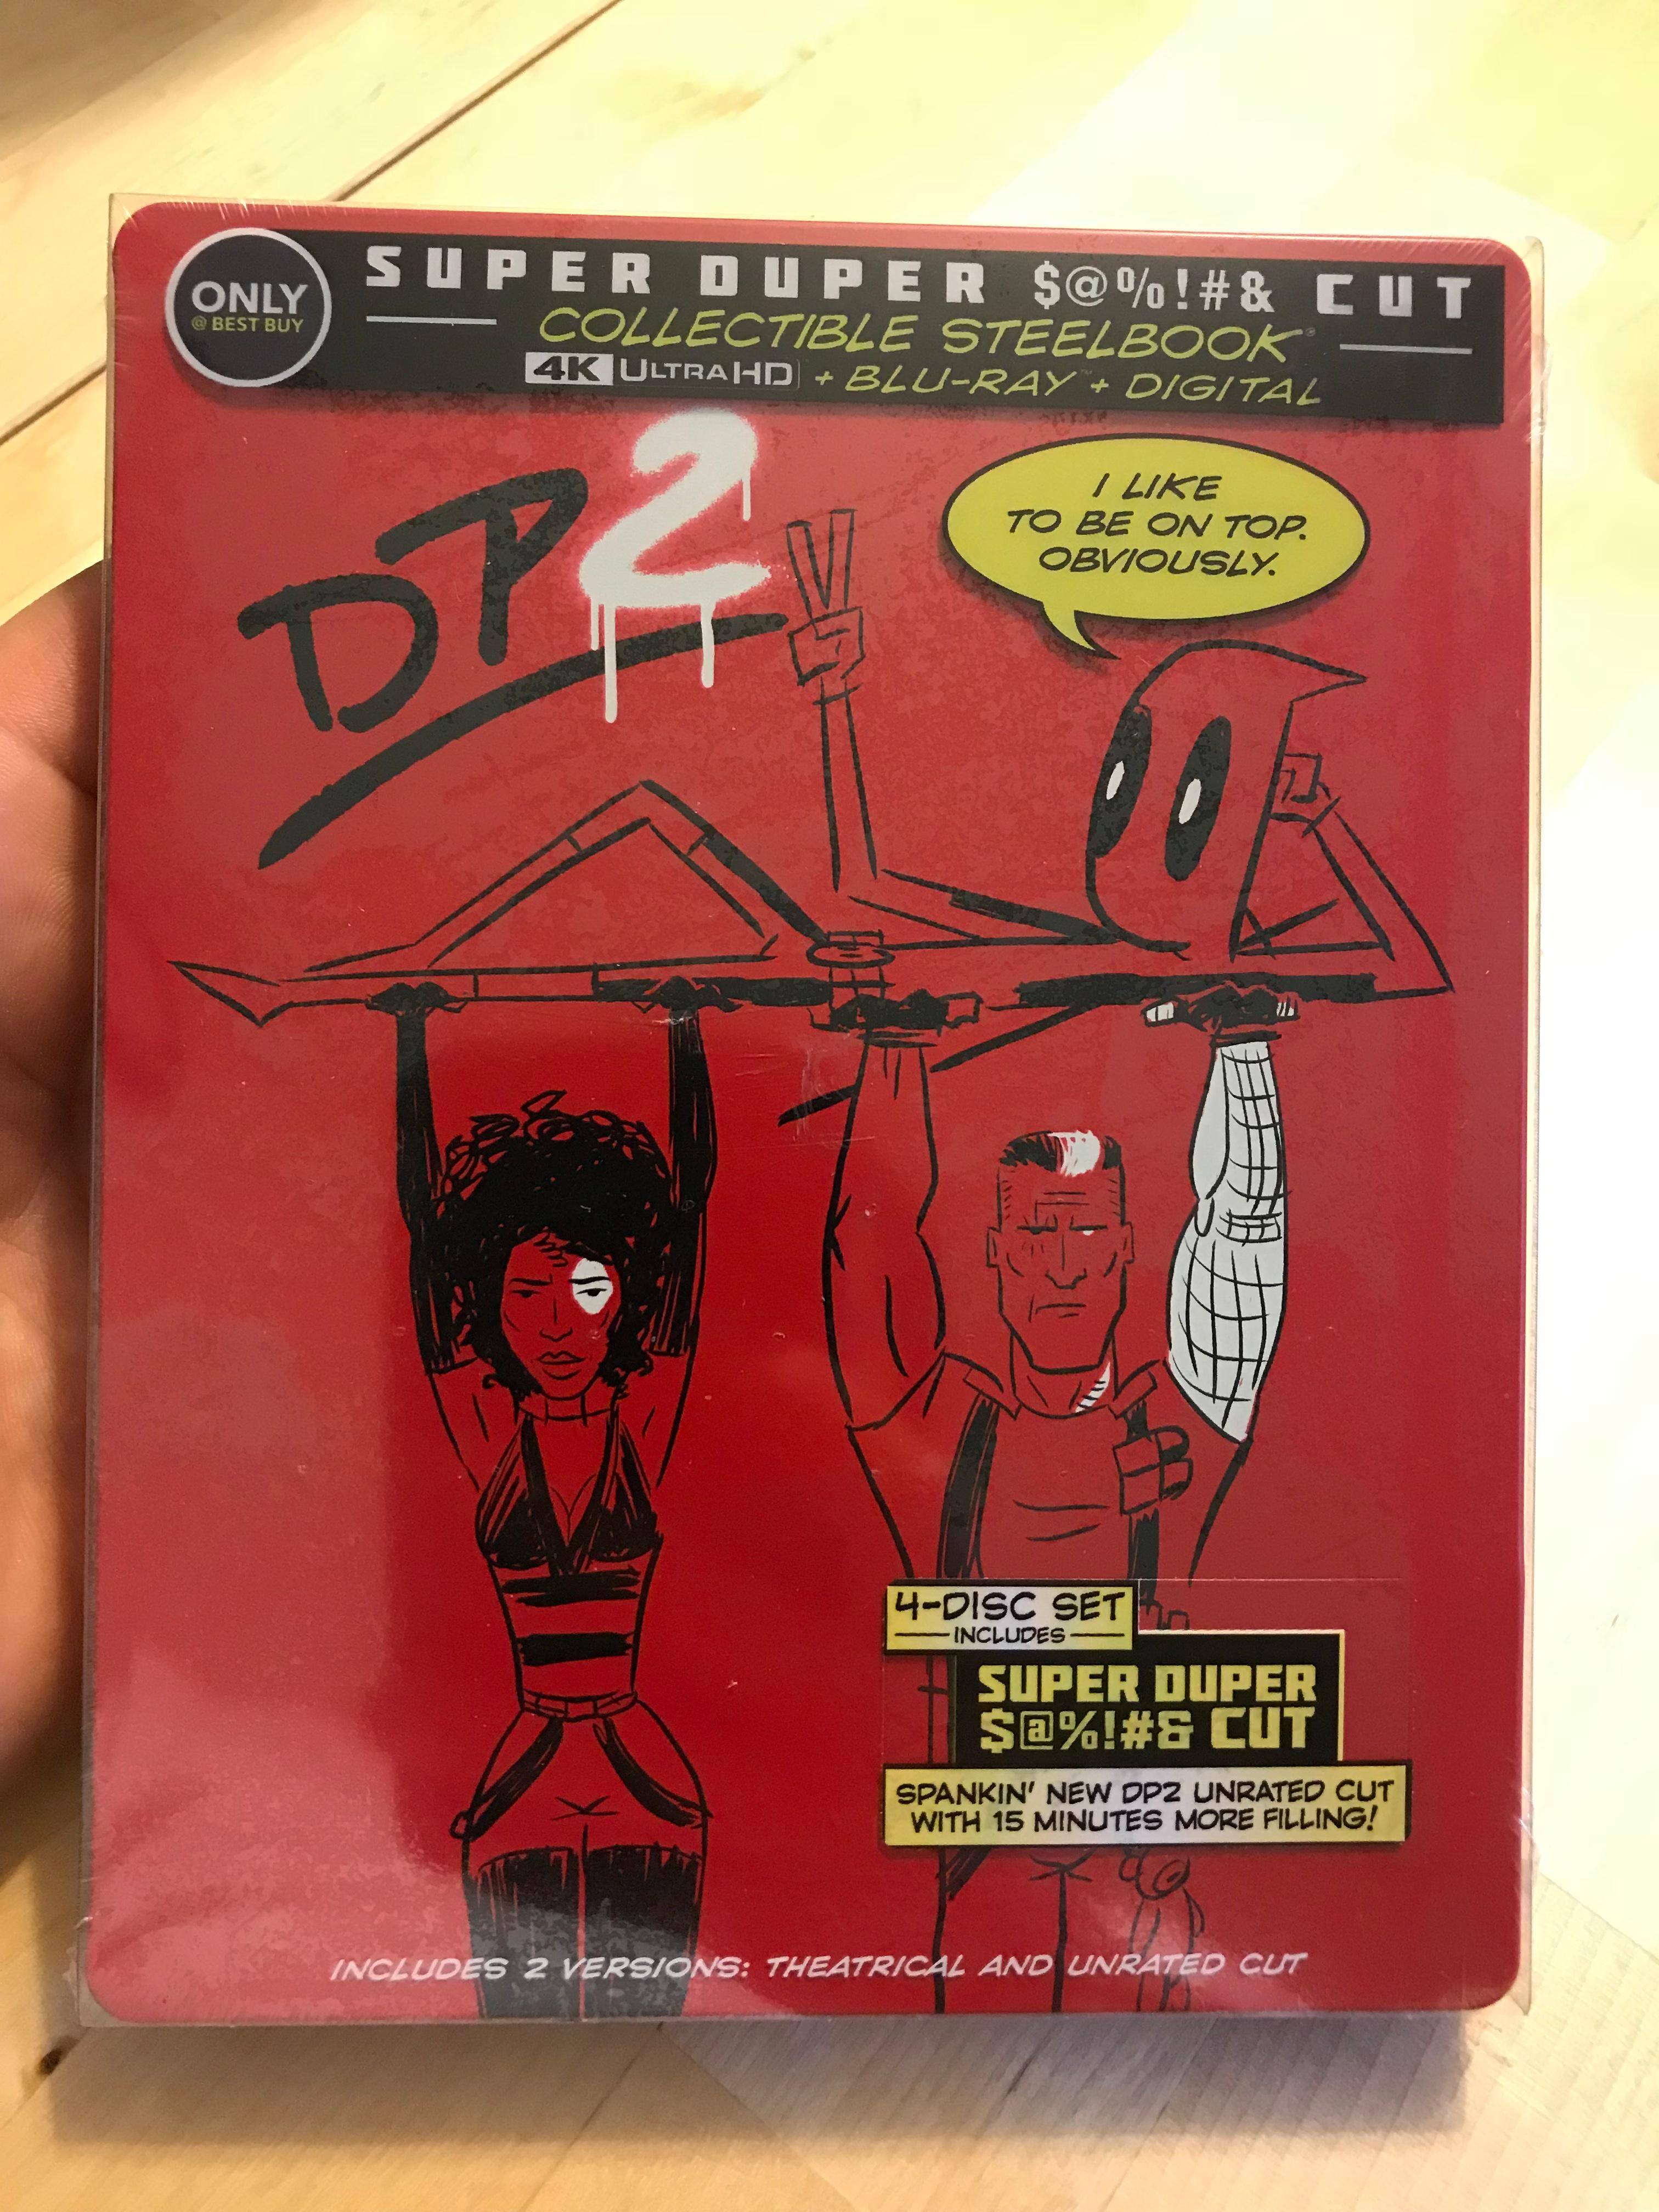 ONLY
@ BEST BUY
SUPER DUPER $@%!#& CUT
COLLECTIBLE STEELBOOK®
4K ULTRA HD + BLU-RAY™ + DIGITAL
DP2
I LIKE
TO BE ON TOP.
OBVIOUSLY.
4-DISC SET
INCLUDES
SUPER DUPER
$@%!#& CUT
SPANKIN' NEW DP2 UNRATED CUT
WITH 15 MINUTES MORE FILLING!
INCLUDES 2 VERSIONS: THEATRICAL AND UNRATED CUT